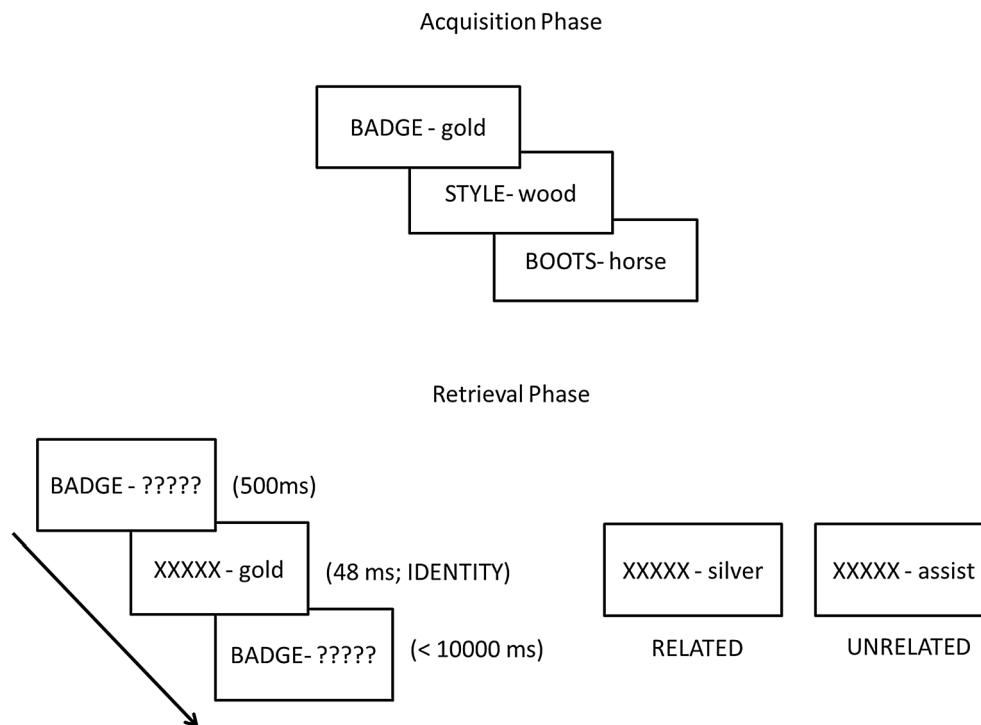 Acquisition Phase
BADGE - gold
STYLE- wood
BOOTS- horse
Retrieval Phase
BADGE - ????? (500ms)
XXXXX - gold (48 ms; IDENTITY)
XXXXX - silver
XXXXX - assist
BADGE- ????? (< 10000 ms)
RELATED
UNRELATED